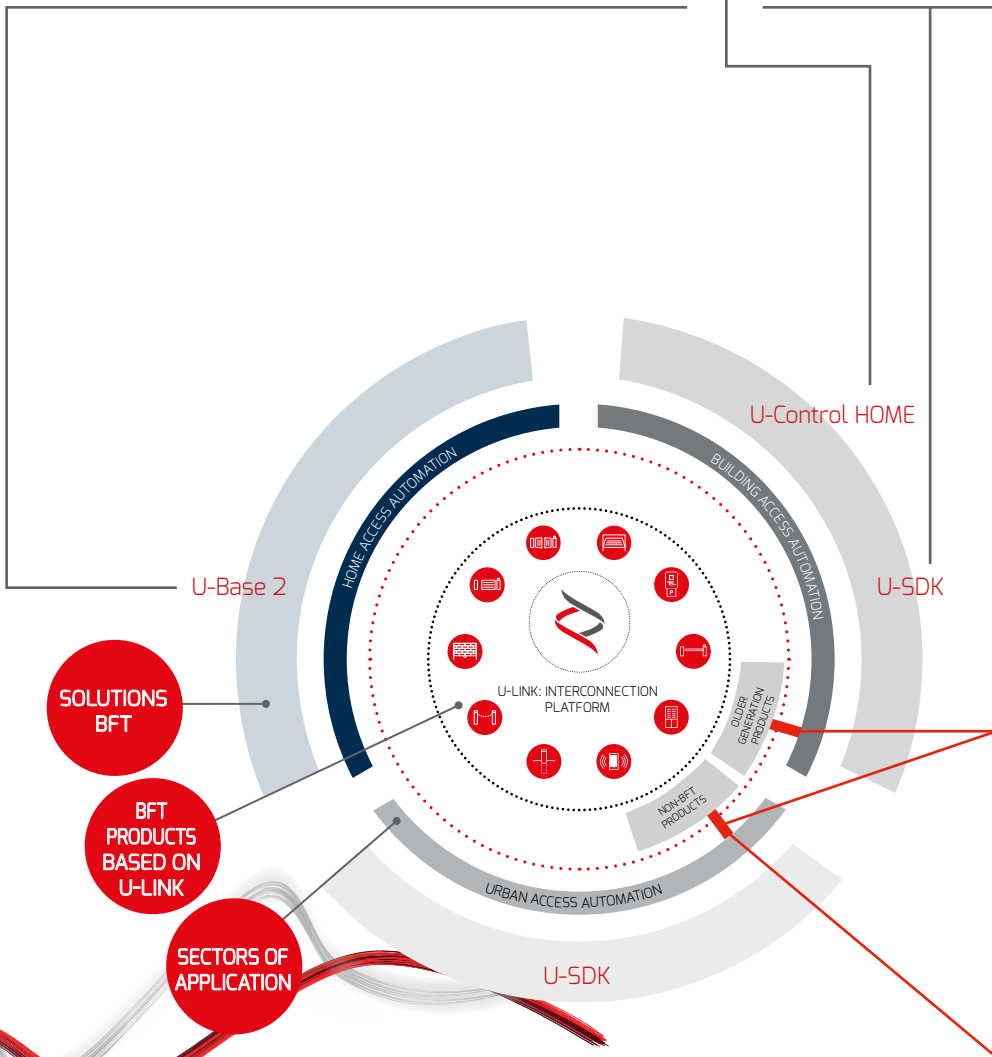 U-Control HOME
HOME ACCESS AUTOMATION
BUILDING ACCESS AUTOMATION
U-Base 2
U-SDK
SOLUTIONS
BFT
U-LINK: INTERCONNECTION
PLATFORM
OLDER
GENERATION
PRODUCTS
NON-BFT
PRODUCTS
BFT
PRODUCTS
BASED ON
U-LINK
URBAN ACCESS AUTOMATION
SECTORS OF
APPLICATION
U-SDK
P